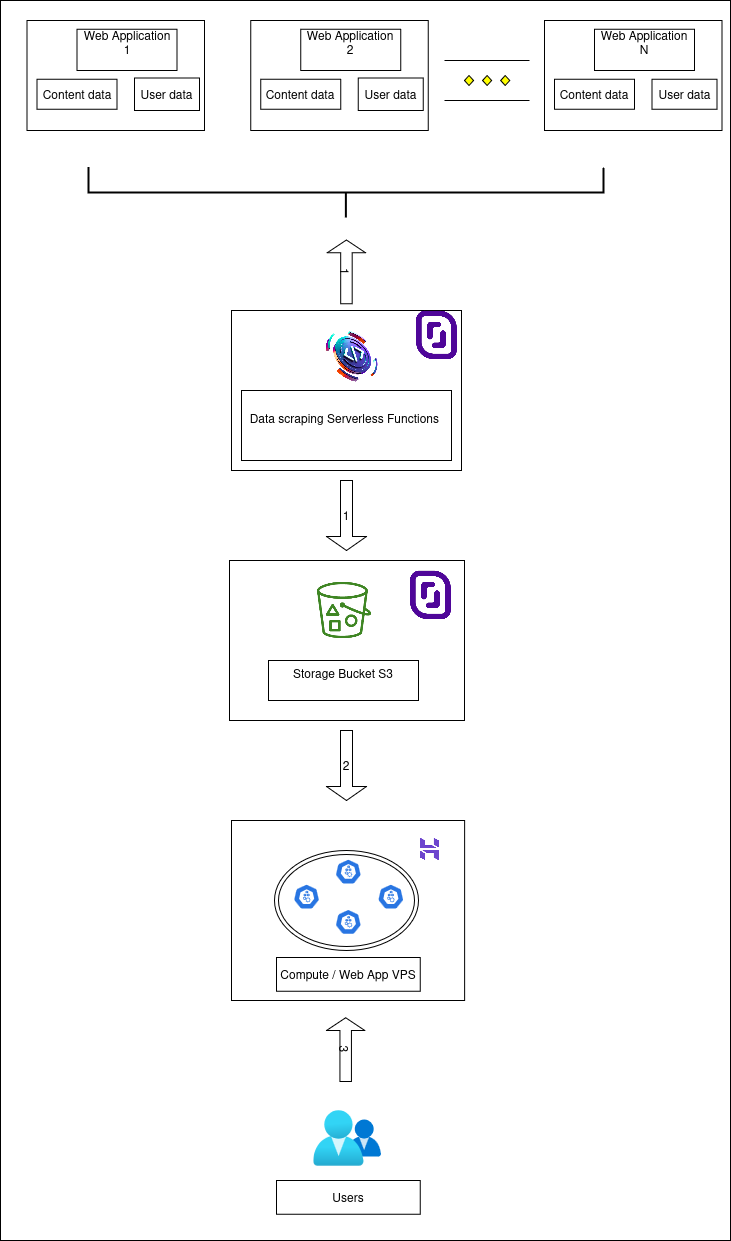 Web Application
1
Content data
User data
Web Application
2
Content data
User data
Web Application
N
Content data
User data
1
Data scraping Serverless Functions
1
Storage Bucket S3
2
Compute / Web App VPS
3
Users